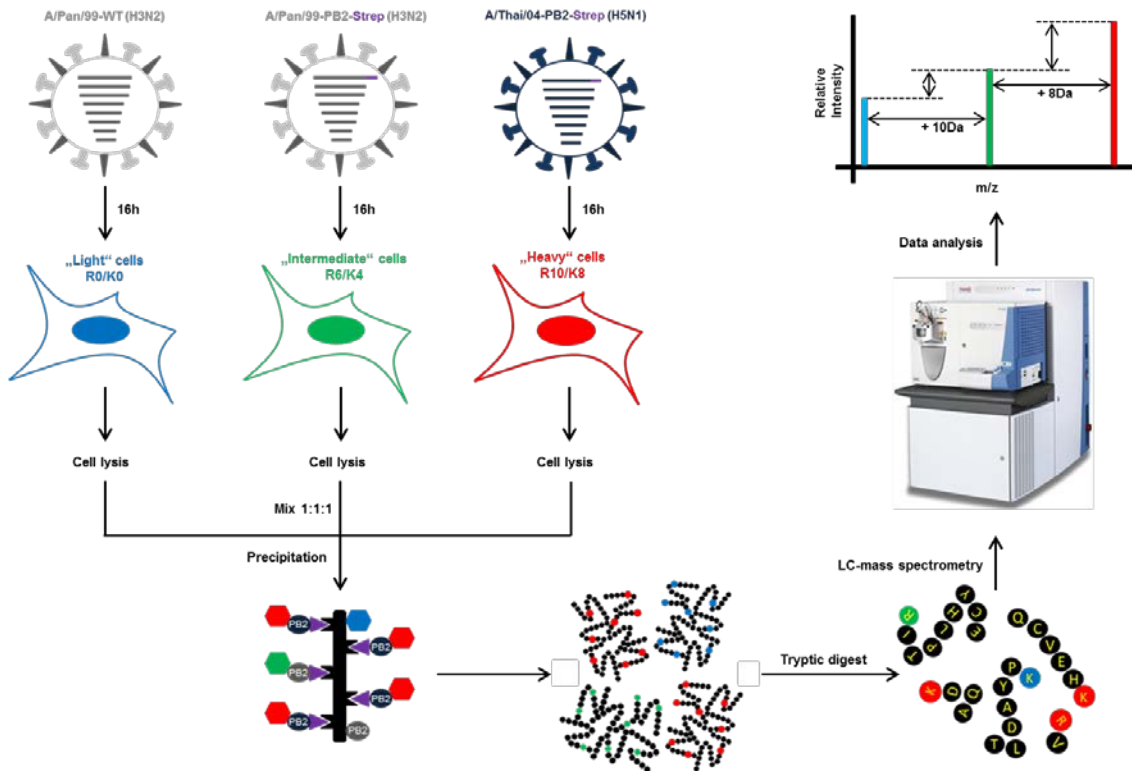 A/Pan/99-WT (H3N2)
A/Pan/99-PB2-Strep (H3N2)
A/Thai/04-PB2-Strep (H5N1)
16h
16h
16h
„Light“ cells
R0/K0
„Intermediate“ cells
R6/K4
„Heavy“ cells
R10/K8
Cell lysis
Cell lysis
Cell lysis
Mix 1:1:1
Precipitation
PB2
PB2
PB2
PB2
PB2
PB2
Tryptic digest
R
I
T
P
L
H
Y
C
E
Q
C
V
E
H
K
K
P
Y
A
D
L
T
K
D
Q
A
R
V
LC-mass spectrometry
Data analysis
Relative
Intensity
+ 10Da
+ 8Da
m/z